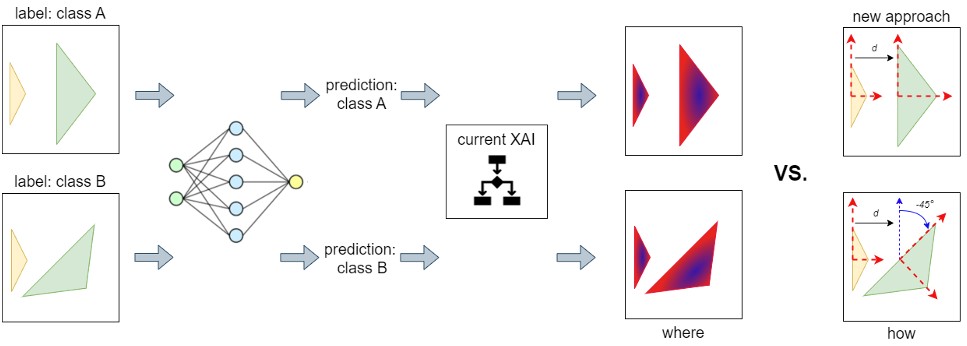 label: class A
new approach
d
prediction:
class A
current XAI
vs.
label: class B
prediction:
class B
d
-45°
where
how